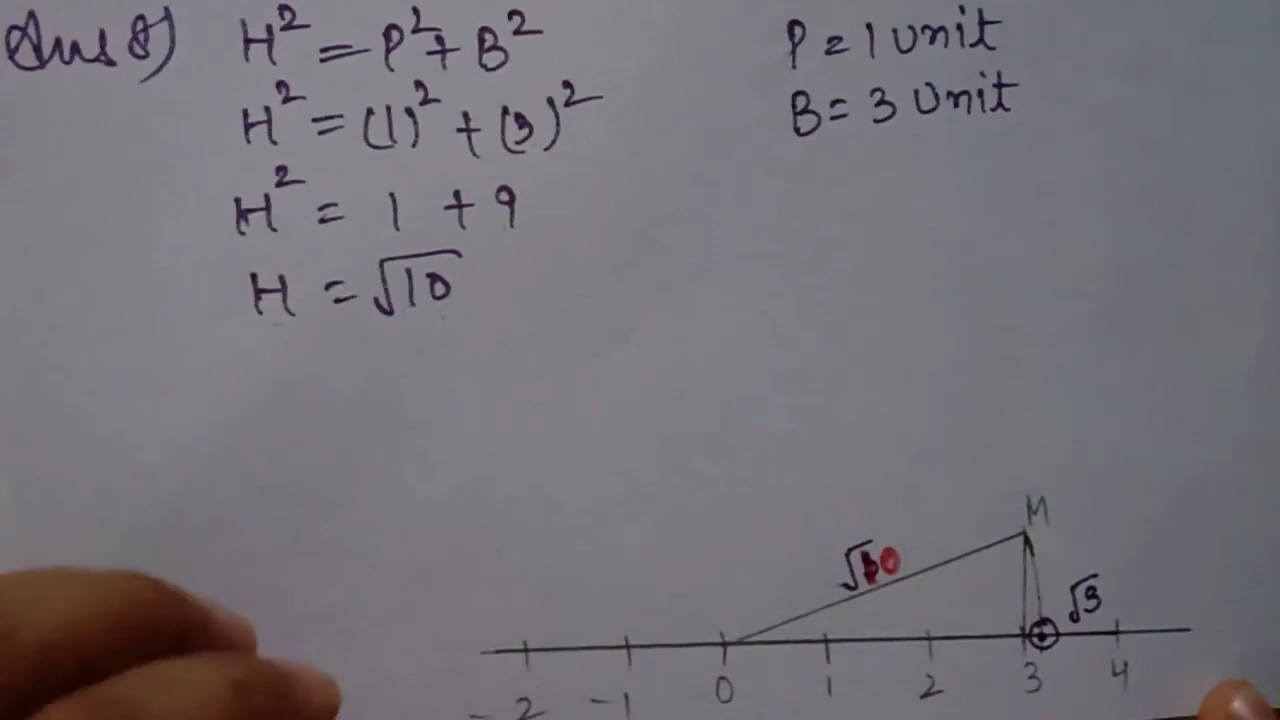 Ans 8) H² = P² + B²
P = 1 Unit
H² = (1)² + (3)²
B = 3 Unit
H² = 1 + 9
H = √10
M
√10
√3
-2 -1 0 1 2 3 4